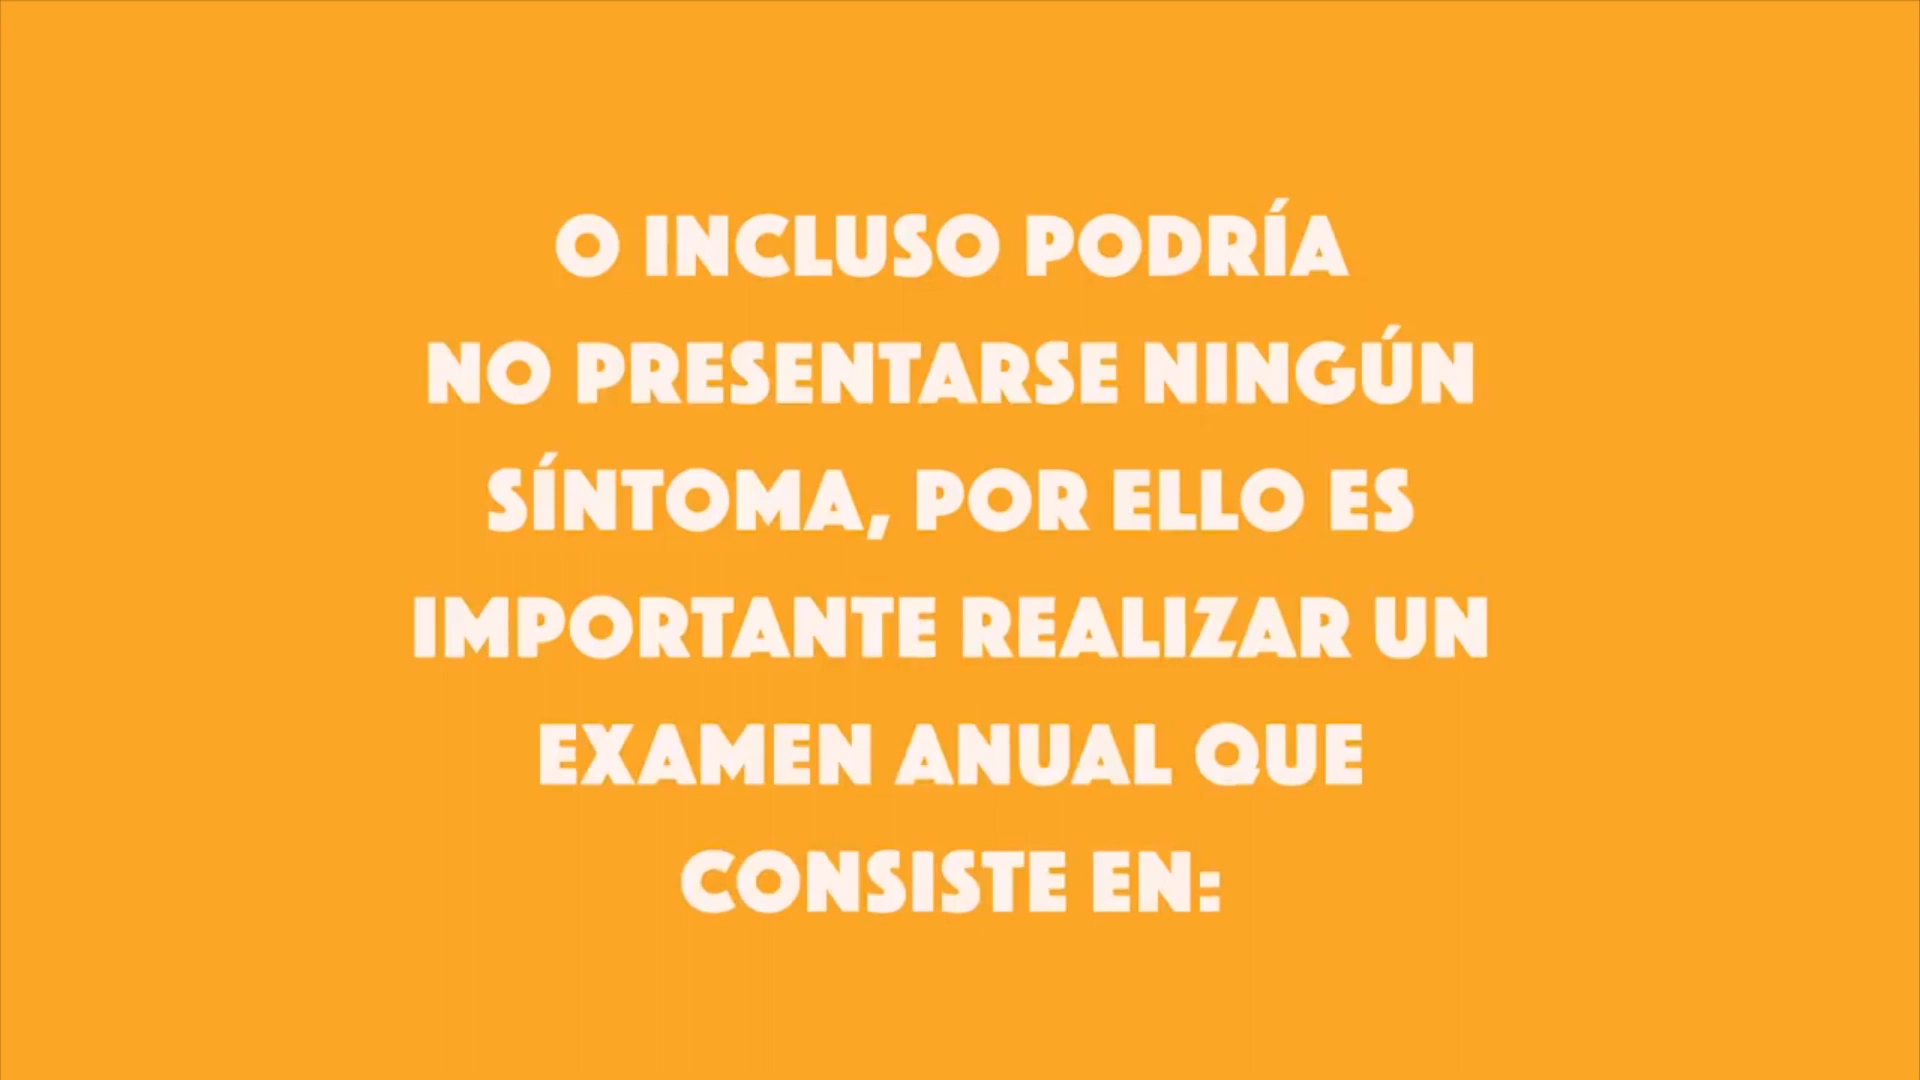 O INCLUSO PODRÍA
NO PRESENTARSE NINGÚN
SÍNTOMA, POR ELLO ES
IMPORTANTE REALIZAR UN
EXAMEN ANUAL QUE
CONSISTE EN: